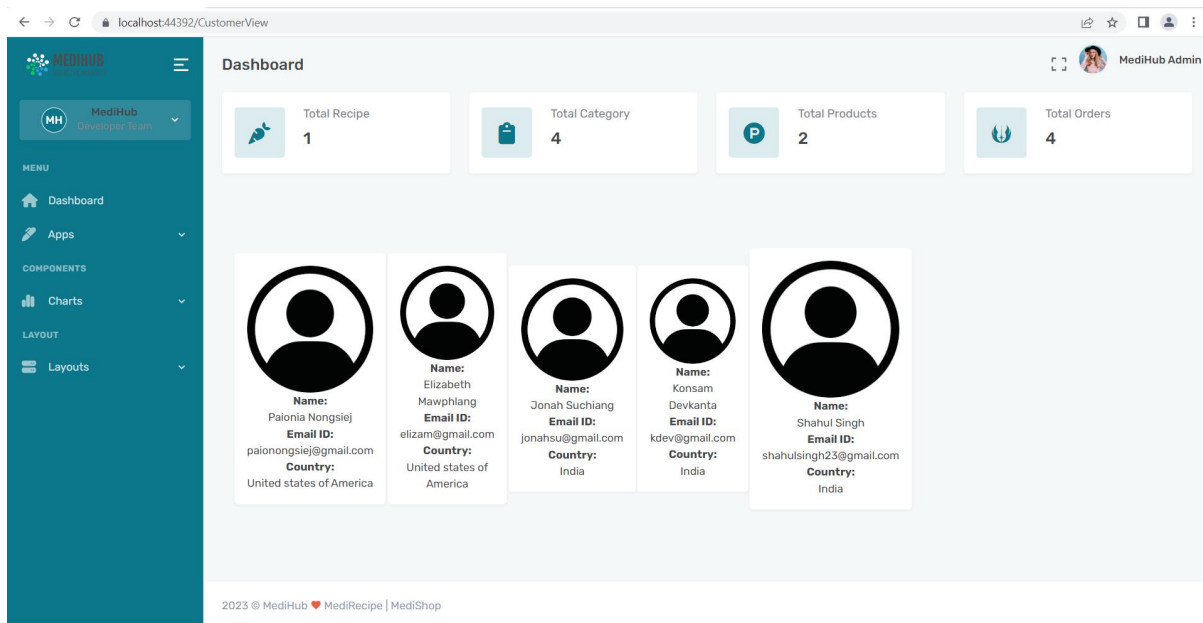 localhost:44392/CustomerView
MEDIHUB
Dashboard
MediHub Admin
MH
MediHub
Developer Team
Total Recipe
1
Total Category
4
P
Total Products
2
Total Orders
4
MENU
Dashboard
Apps
COMPONENTS
Charts
LAYOUT
Layouts
Name:
Paionia Nongsiej
Email ID:
paionongsiej@gmail.com
Country:
United states of America
Name:
Elizabeth
Mawphlang
Email ID:
elizam@gmail.com
Country:
United states of
America
Name:
Jonah Suchiang
Email ID:
jonahsu@gmail.com
Country:
India
Name:
Konsam
Devkanta
Email ID:
kdev@gmail.com
Country:
India
Name:
Shahul Singh
Email ID:
shahulsingh23@gmail.com
Country:
India
2023 © MediHub ❤ MediRecipe | MediShop